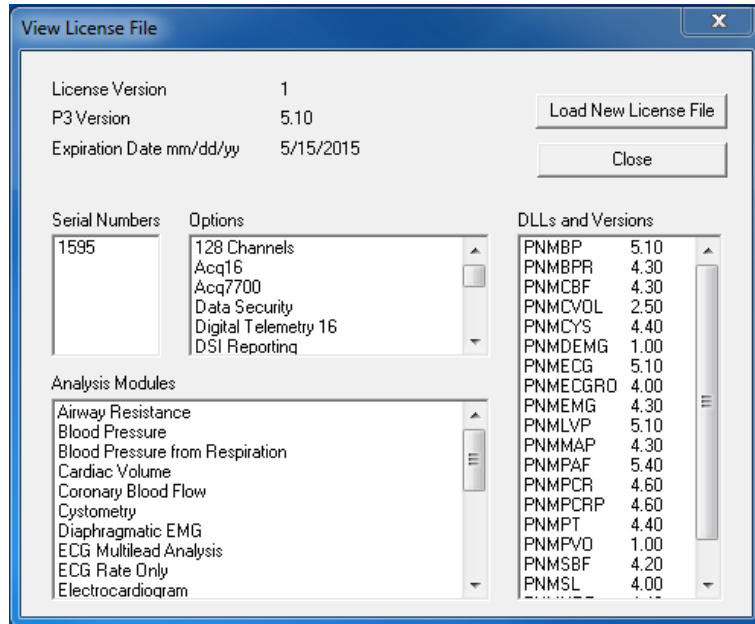 View License File
License Version 1
P3 Version 5.10
Expiration Date mm/dd/yy 5/15/2015
Load New License File
Close
Serial Numbers
1595
Options
128 Channels
Acq16
Acq7700
Data Security
Digital Telemetry 16
DSI Reporting
DLLs and Versions
PNMBP 5.10
PNMBPR 4.30
PNMCBF 4.30
PNMCVOL 2.50
PNMCYS 4.40
PNMDEMG 1.00
PNMECG 5.10
PNMECGRO 4.00
PNMEMG 4.30
PNMLVP 5.10
PNMMAP 4.30
PNMPAF 5.40
PNMPCR 4.60
PNMPCRP 4.60
PNMPT 4.40
PNMPVO 1.00
PNMSBF 4.20
PNMSL 4.00
Analysis Modules
Airway Resistance
Blood Pressure
Blood Pressure from Respiration
Cardiac Volume
Coronary Blood Flow
Cystometry
Diaphragmatic EMG
ECG Multilead Analysis
ECG Rate Only
Electrocardiogram